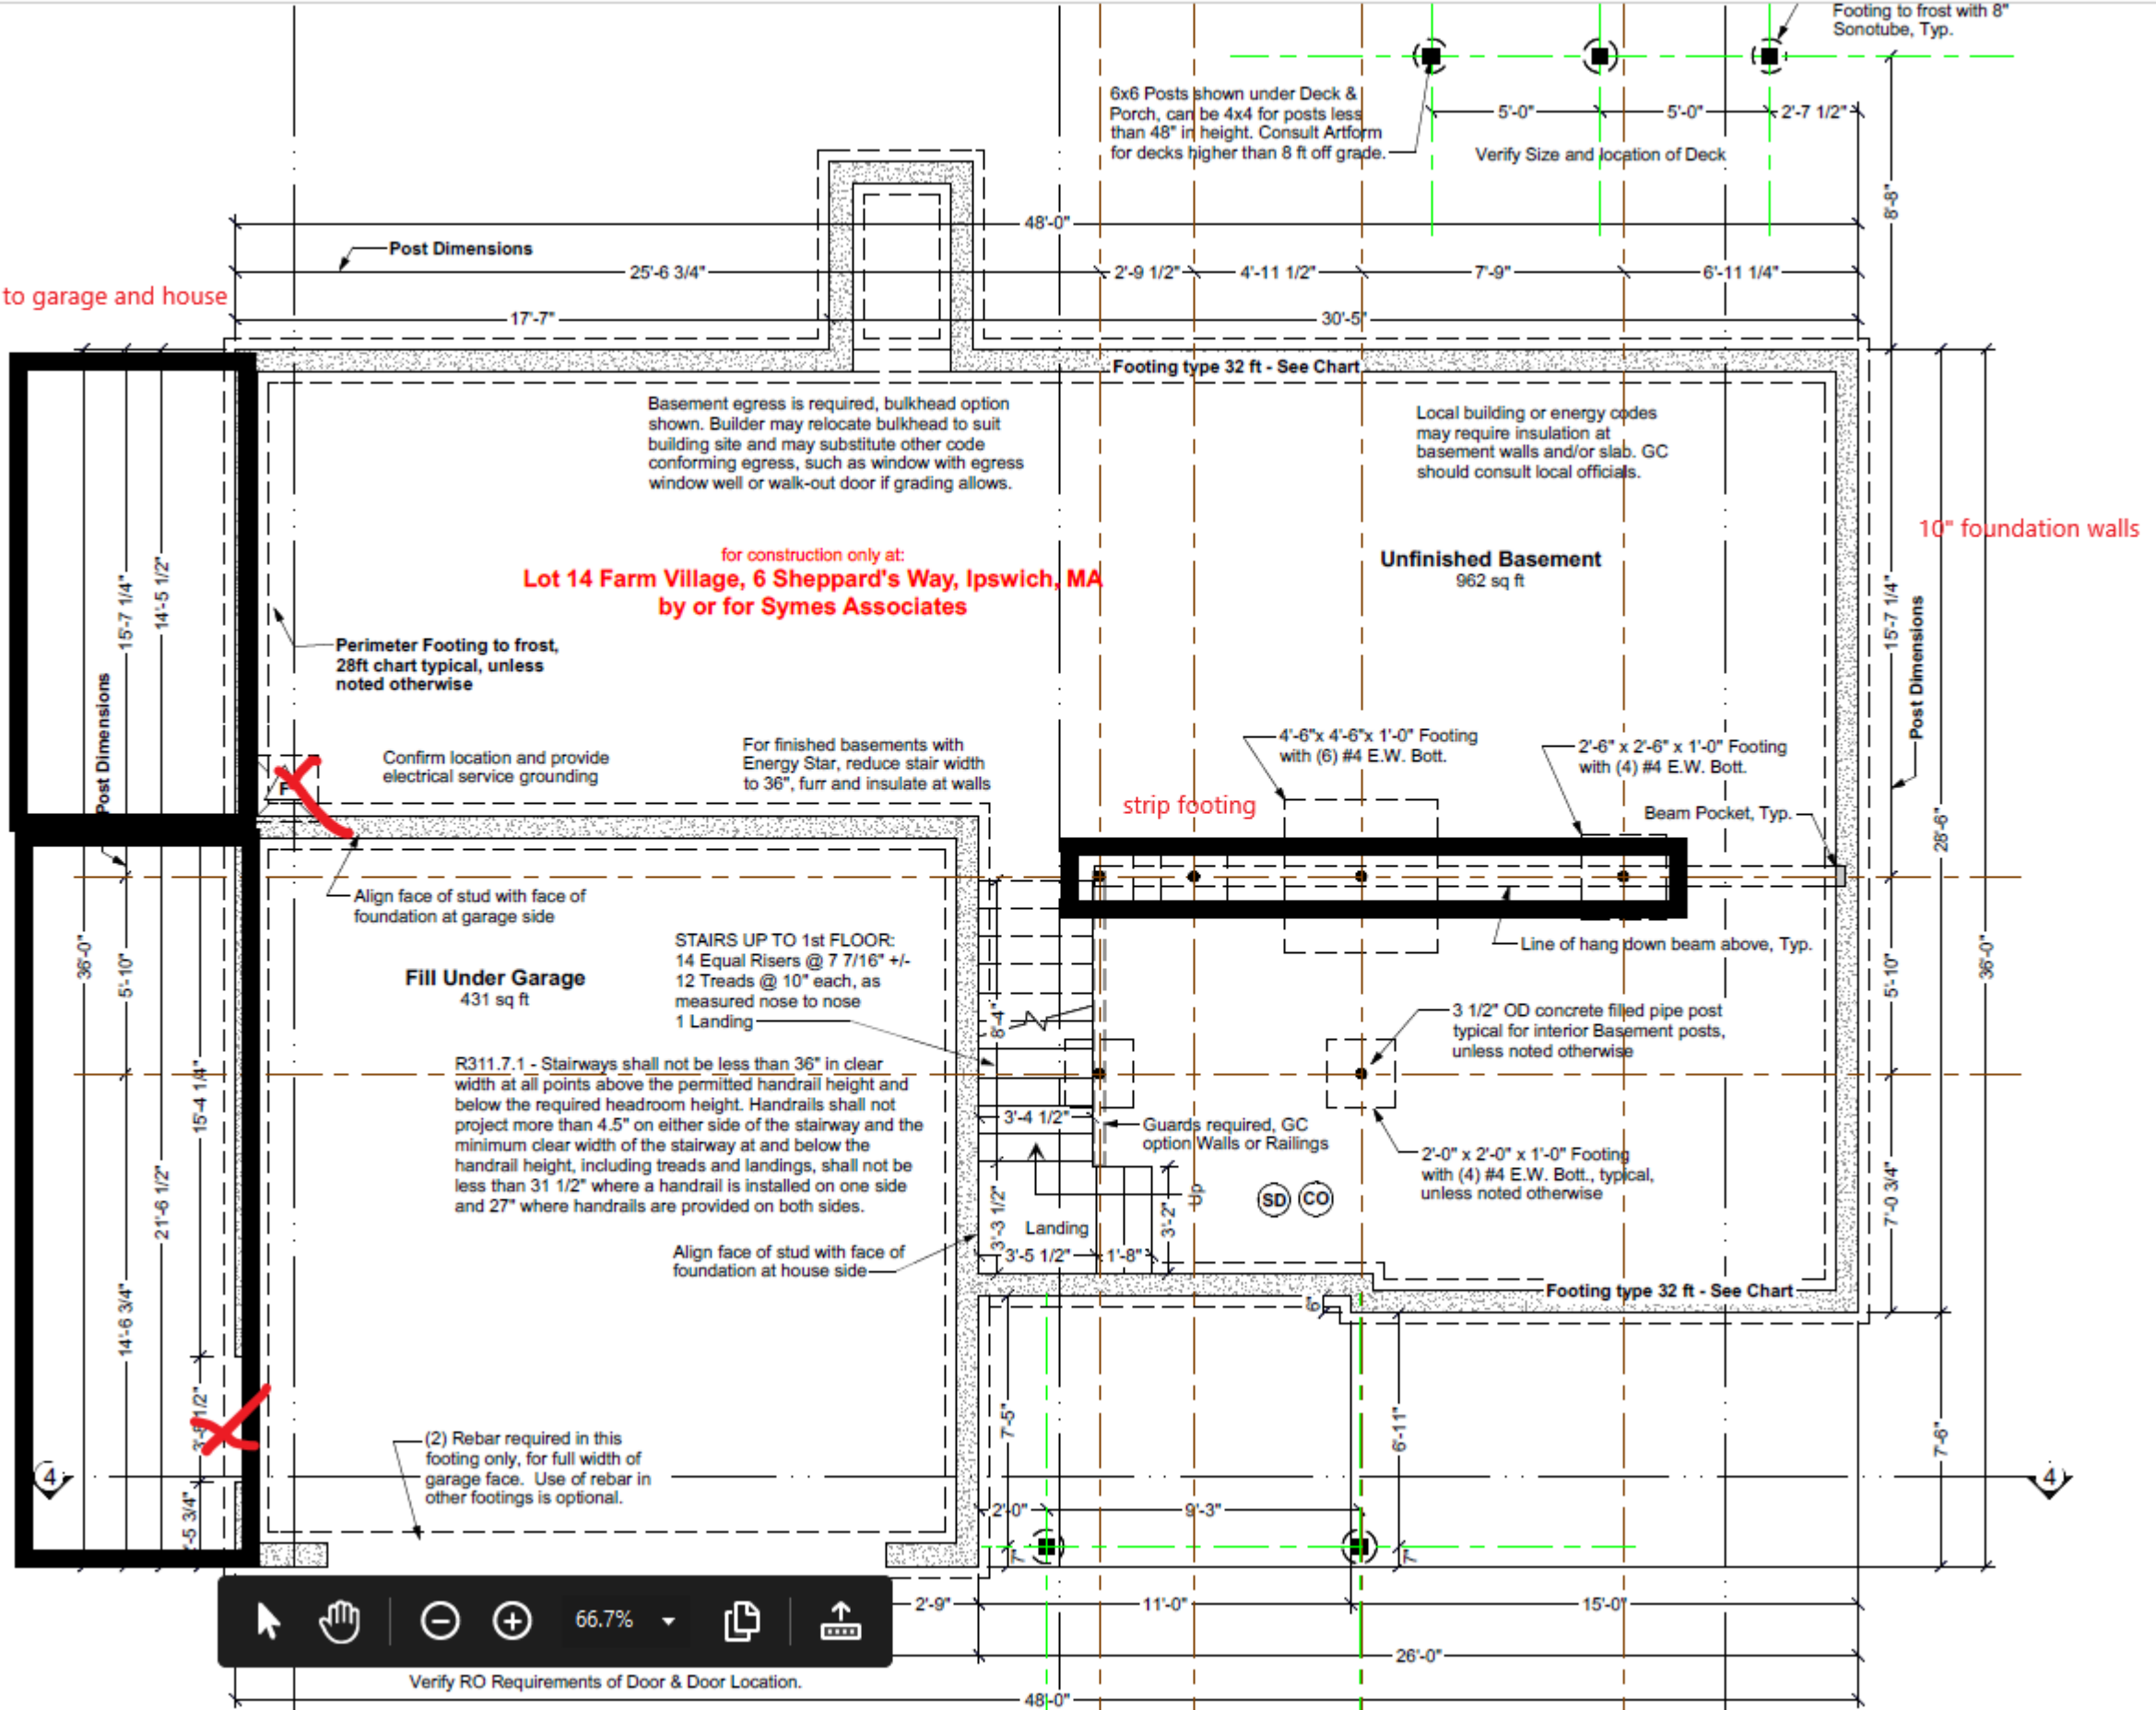 Footing to frost with 8"
Sonotube, Typ.
6x6 Posts shown under Deck &
Porch, can be 4x4 for posts less
than 48" in height. Consult Artform
for decks higher than 8 ft off grade.
5'-0"
5'-0"
2'-7 1/2"
Verify Size and location of Deck
8'-8"
48'-0"
Post Dimensions
25'-6 3/4"
2'-9 1/2"
4'-11 1/2"
7'-9"
6'-11 1/4"
to garage and house
17'-7"
30'-5"
Footing type 32 ft - See Chart
Basement egress is required, bulkhead option
shown. Builder may relocate bulkhead to suit
building site and may substitute other code
conforming egress, such as window with egress
window well or walk-out door if grading allows.
Local building or energy codes
may require insulation at
basement walls and/or slab. GC
should consult local officials.
10" foundation walls
for construction only at:
Lot 14 Farm Village, 6 Sheppard's Way, Ipswich, MA
by or for Symes Associates
Unfinished Basement
962 sq ft
15'-7 1/4"
14'-5 1/2"
15'-7 1/4"
Post Dimensions
Perimeter Footing to frost,
28ft chart typical, unless
noted otherwise
Post Dimensions
Confirm location and provide
electrical service grounding
For finished basements with
Energy Star, reduce stair width
to 36", furr and insulate at walls
4'-6"x 4'-6"x 1'-0" Footing
with (6) #4 E.W. Bott.
2'-6" x 2'-6" x 1'-0" Footing
with (4) #4 E.W. Bott.
strip footing
Beam Pocket, Typ.
28'-6"
Align face of stud with face of
foundation at garage side
36'-0"
5'-10"
Fill Under Garage
431 sq ft
STAIRS UP TO 1st FLOOR:
14 Equal Risers @ 7 7/16" +/-
12 Treads @ 10" each, as
measured nose to nose
1 Landing
8'-4"
Line of hang down beam above, Typ.
5'-10"
36'-0"
3 1/2" OD concrete filled pipe post
typical for interior Basement posts,
unless noted otherwise
R311.7.1 - Stairways shall not be less than 36" in clear
width at all points above the permitted handrail height and
below the required headroom height. Handrails shall not
project more than 4.5" on either side of the stairway and the
minimum clear width of the stairway at and below the
handrail height, including treads and landings, shall not be
less than 31 1/2" where a handrail is installed on one side
and 27" where handrails are provided on both sides.
15'-4 1/4"
21'-6 1/2"
14'-6 3/4"
3'-4 1/2"
Guards required, GC
option Walls or Railings
2'-0" x 2'-0" x 1'-0" Footing
with (4) #4 E.W. Bott., typical,
unless noted otherwise
7'-0 3/4"
Up
SD
CO
3'-3 1/2"
3'-2"
Landing
3'-5 1/2"
1'-8"
Align face of stud with face of
foundation at house side
Footing type 32 ft - See Chart
6"
7'-5"
6'-11"
7'-6"
(2) Rebar required in this
footing only, for full width of
garage face. Use of rebar in
other footings is optional.
4
4
2'-0"
9'-3"
7"
7"
2'-9"
11'-0"
15'-0"
66.7%
26'-0"
Verify RO Requirements of Door & Door Location.
48'-0"